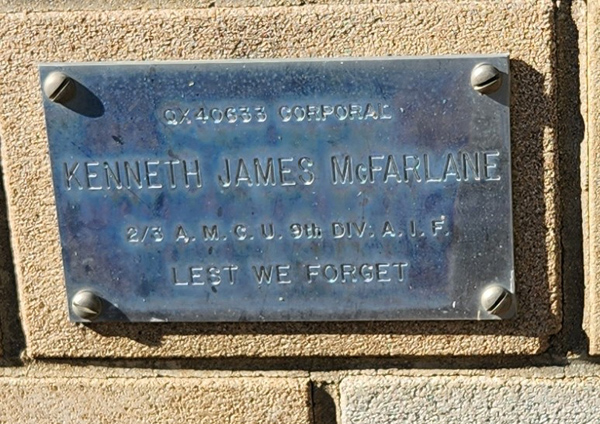 QX40633 CORPORAL
KENNETH JAMES McFARLANE
2/3 A. M. C. U. 9th DIV. A. I. F.
LEST WE FORGET